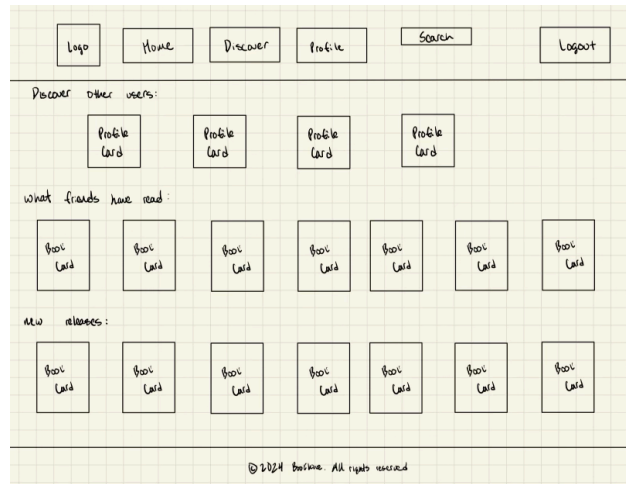 Logo Home Discover Profile Search Logout
Discover other users:
Profile Profile Profile Profile
Card Card Card Card
what friends have read:
Book Book Book Book Book Book Book
Card Card Card Card Card Card Card
new releases:
Book Book Book Book Book Book Book
Card Card Card Card Card Card Card
© 2024 All rights reserved